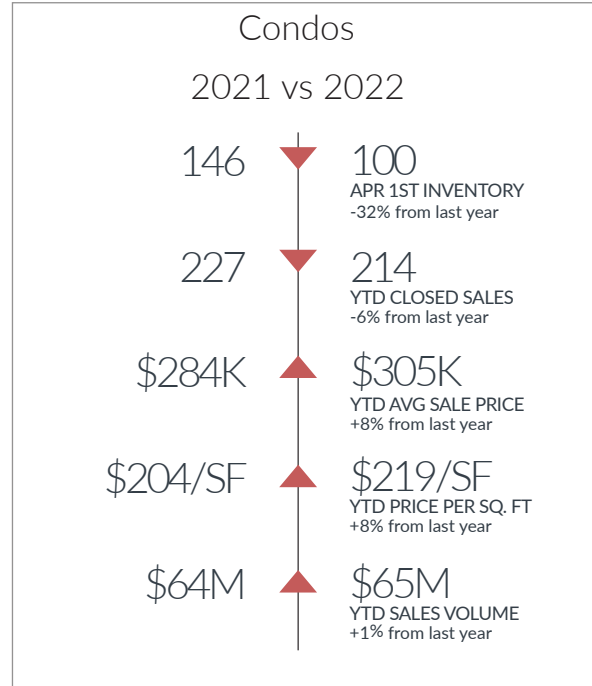 Condos
2021 vs 2022
146
100
APR 1ST INVENTORY
-32% from last year
227
214
YTD CLOSED SALES
-6% from last year
$284K
$305K
YTD AVG SALE PRICE
+8% from last year
$204/SF
$219/SF
YTD PRICE PER SQ. FT
+8% from last year
$64M
$65M
YTD SALES VOLUME
+1% from last year